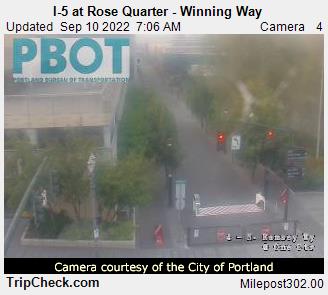 I-5 at Rose Quarter - Winning Way
Updated  Sep 10 2022  7:06 AM
Camera  4
PBOT
PORTLAND BUREAU OF TRANSPORTATION
Camera courtesy of the City of Portland
TripCheck.com
Milepost302.00